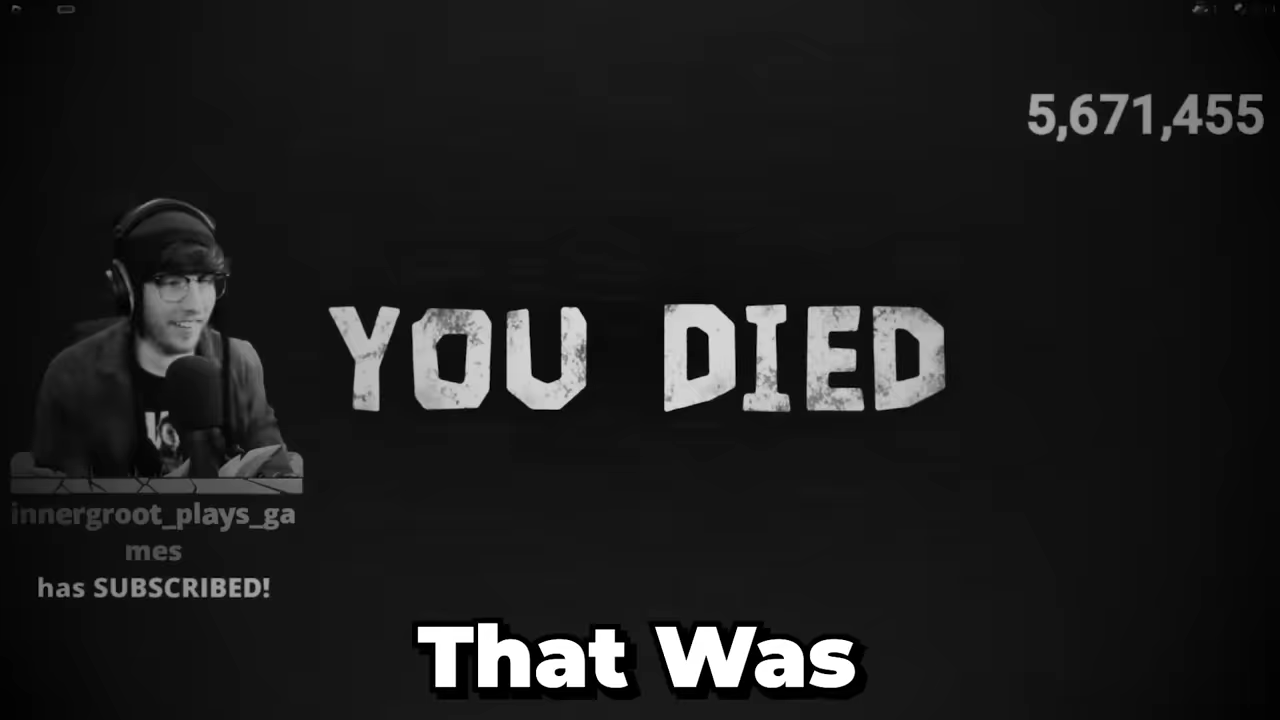 5,671,455
YOU DIED
innergroot_plays_ga
mes
has SUBSCRIBED!
That Was